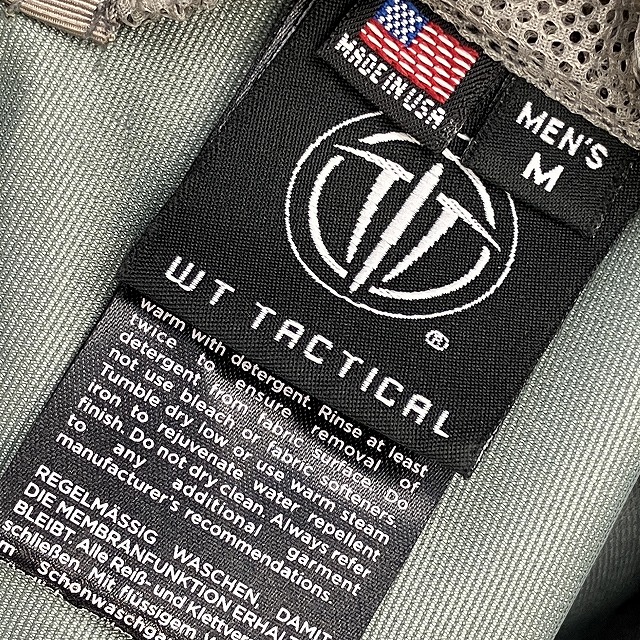 MADE IN USA
MEN'S
M
WT TACTICAL
®
warm with detergent. Rinse at least
twice to ensure removal of
detergent from fabric surface. Do
not use bleach or fabric softeners.
Tumble dry low, or use warm steam
iron to rejuvenate water repellent
finish. Do not dry clean. Always refer
to any additional garment
manufacturer's recommendations.
REGELMÄSSIG WASCHEN, DAMIT
DIE MEMBRANFUNKTION ERHAL
BLEIBT. Alle Reiß- und Klettver
schließen. Mit flüssigem
Schonwaschga